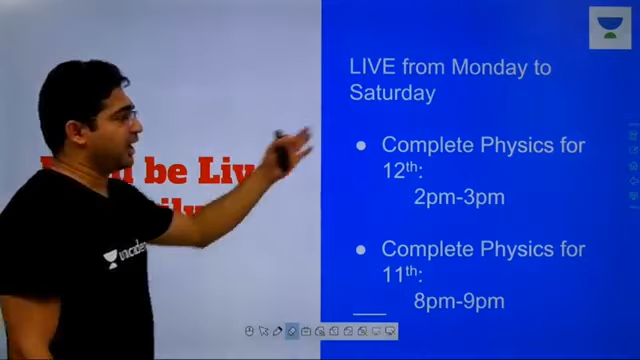 be Liv
LIVE from Monday to
Saturday
● Complete Physics for
12th:
2pm-3pm
● Complete Physics for
11th:
8pm-9pm